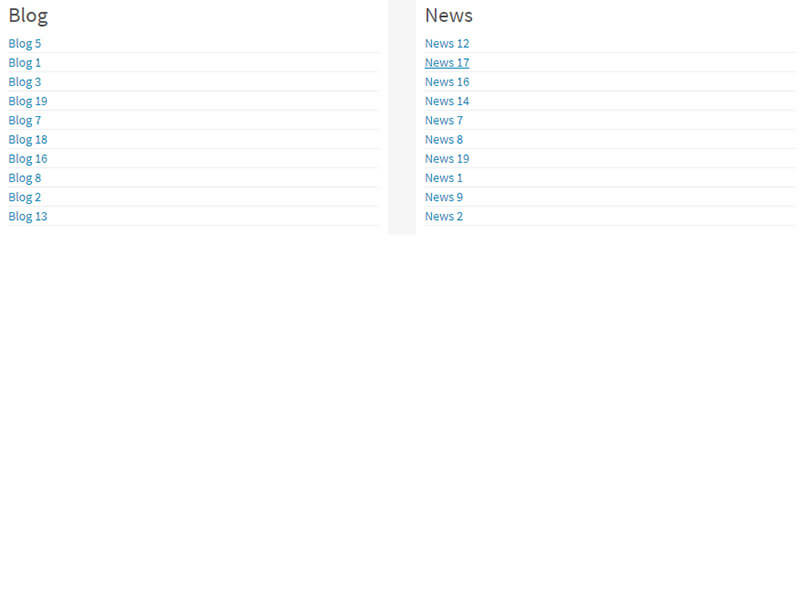 Blog
Blog 5
Blog 1
Blog 3
Blog 19
Blog 7
Blog 18
Blog 16
Blog 8
Blog 2
Blog 13
News
News 12
News 17
News 16
News 14
News 7
News 8
News 19
News 1
News 9
News 2